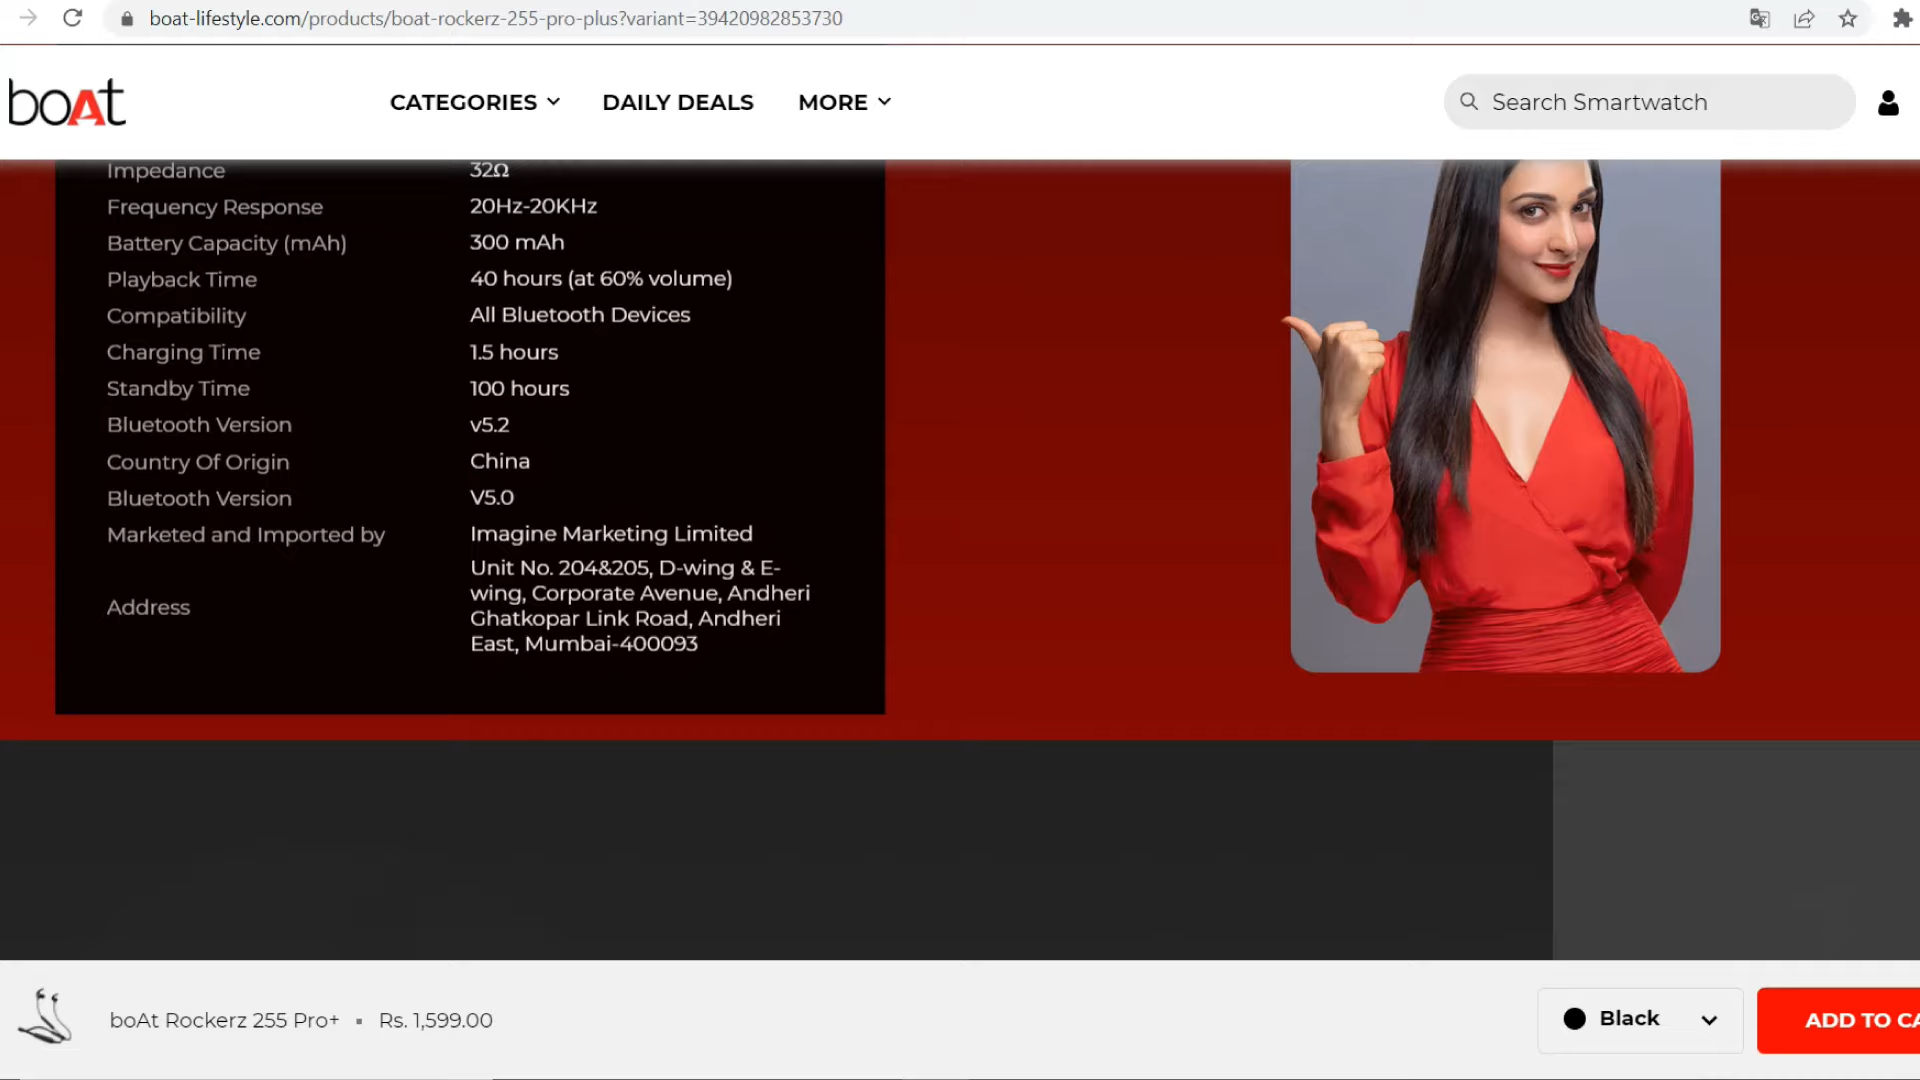 boat-lifestyle.com/products/boat-rockerz-255-pro-plus?variant=39420982853730
boAt
CATEGORIES DAILY DEALS MORE
Search Smartwatch
Impedance 32Ω
Frequency Response 20Hz-20KHz
Battery Capacity (mAh) 300 mAh
Playback Time 40 hours (at 60% volume)
Compatibility All Bluetooth Devices
Charging Time 1.5 hours
Standby Time 100 hours
Bluetooth Version v5.2
Country Of Origin China
Bluetooth Version V5.0
Marketed and Imported by Imagine Marketing Limited
Address
Unit No. 204&205, D-wing & E-
wing, Corporate Avenue, Andheri
Ghatkopar Link Road, Andheri
East, Mumbai-400093
boAt Rockerz 255 Pro+ ▪ Rs. 1,599.00
Black
ADD TO CA